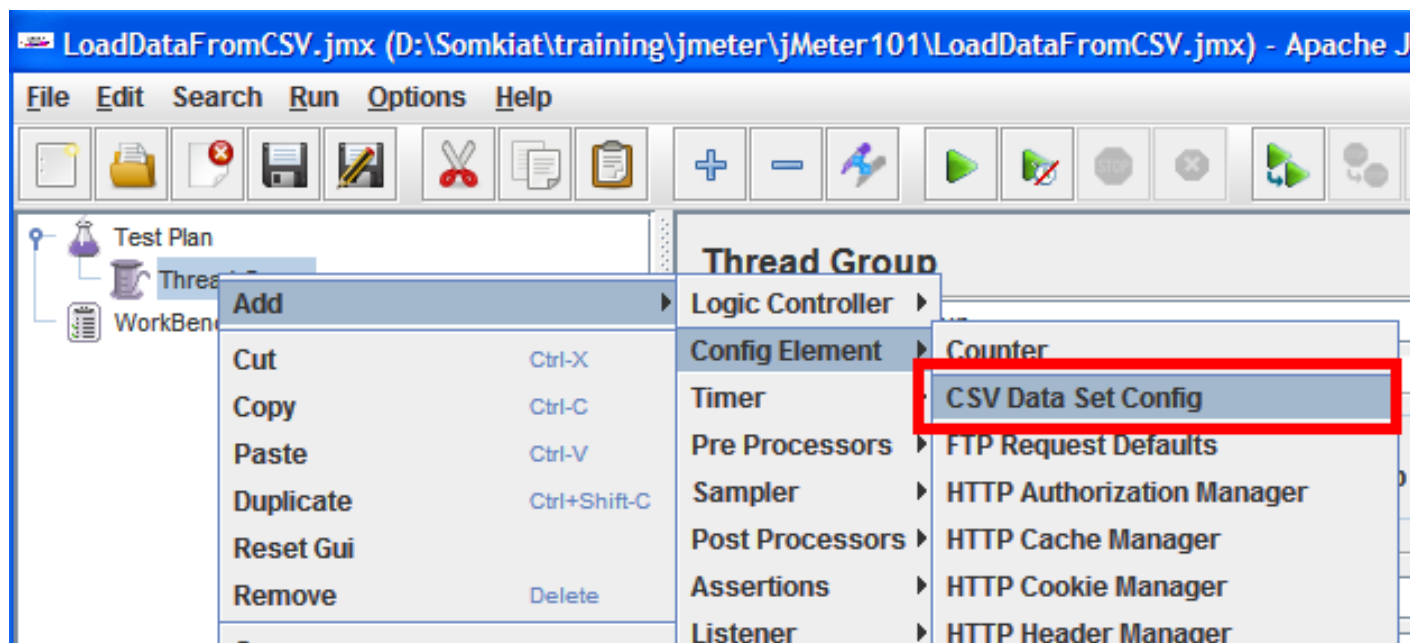 LoadDataFromCSV.jmx (D:\Somkiat\training\jmeter\jMeter101\LoadDataFromCSV.jmx) - Apache J
File Edit Search Run Options Help
STOP
Test Plan
Thread
WorkBen
Thread Group
Add
Cut Ctrl-X
Copy Ctrl-C
Paste Ctrl-V
Duplicate Ctrl+Shift-C
Reset Gui
Remove Delete
Logic Controller
Config Element
Timer
Pre Processors
Sampler
Post Processors
Assertions
Listener
Counter
CSV Data Set Config
FTP Request Defaults
HTTP Authorization Manager
HTTP Cache Manager
HTTP Cookie Manager
HTTP Header Manager